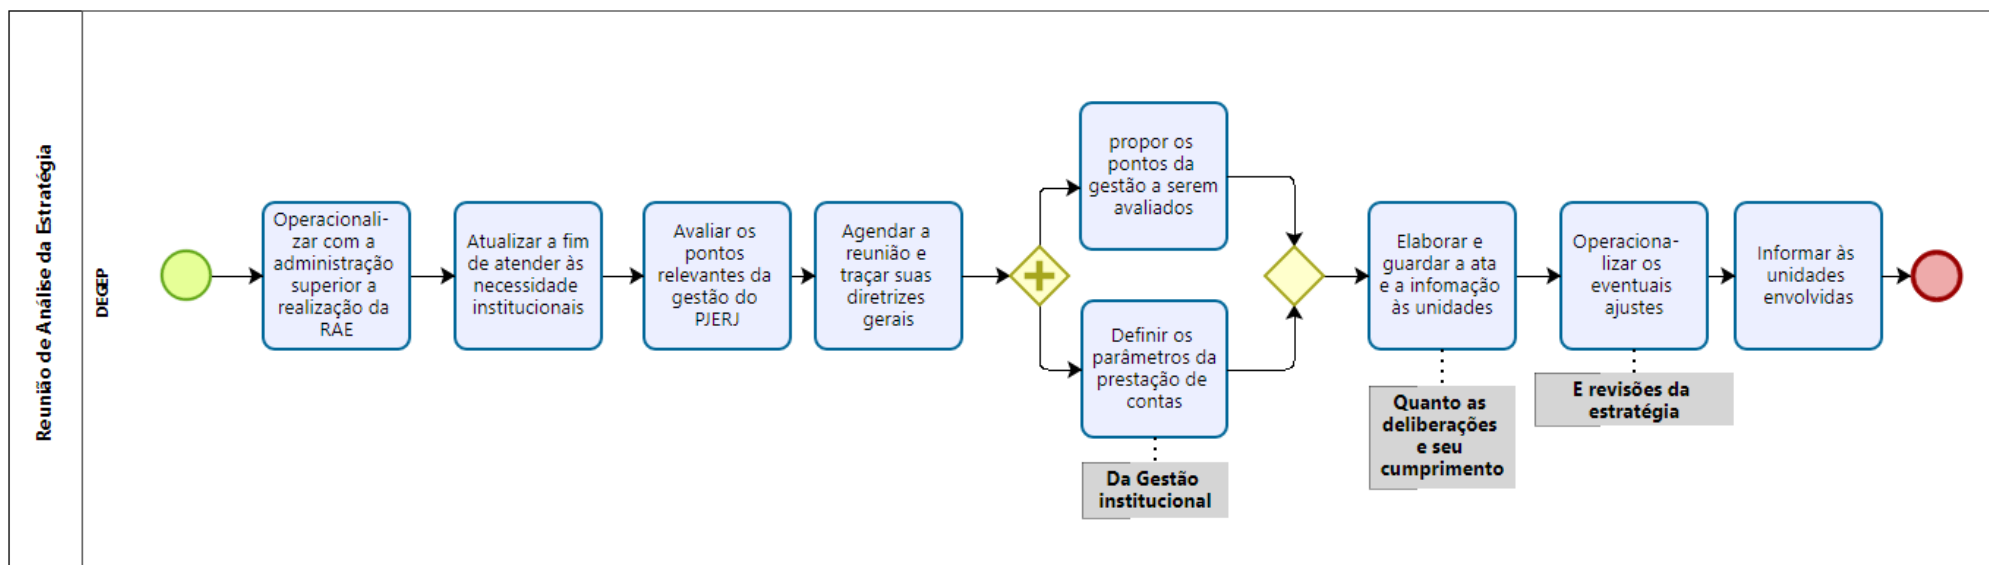 Reunião de Análise da Estratégia
DEGEP
Operacionali-
zar com a
administração
superior a
realização da
RAE
Atualizar a fim
de atender às
necessidade
institucionais
Avaliar os
pontos
relevantes da
gestão do
PJERJ
Agendar a
reunião e
traçar suas
diretrizes
gerais
propor os
pontos da
gestão a serem
avaliados
Definir os
parâmetros da
prestação de
contas
Da Gestão
institucional
Elaborar e
guardar a ata
e a infomação
às unidades
Quanto as
deliberações
e seu
cumprimento
Operaciona-
lizar os
eventuais
ajustes
E revisões da
estratégia
Informar às
unidades
envolvidas